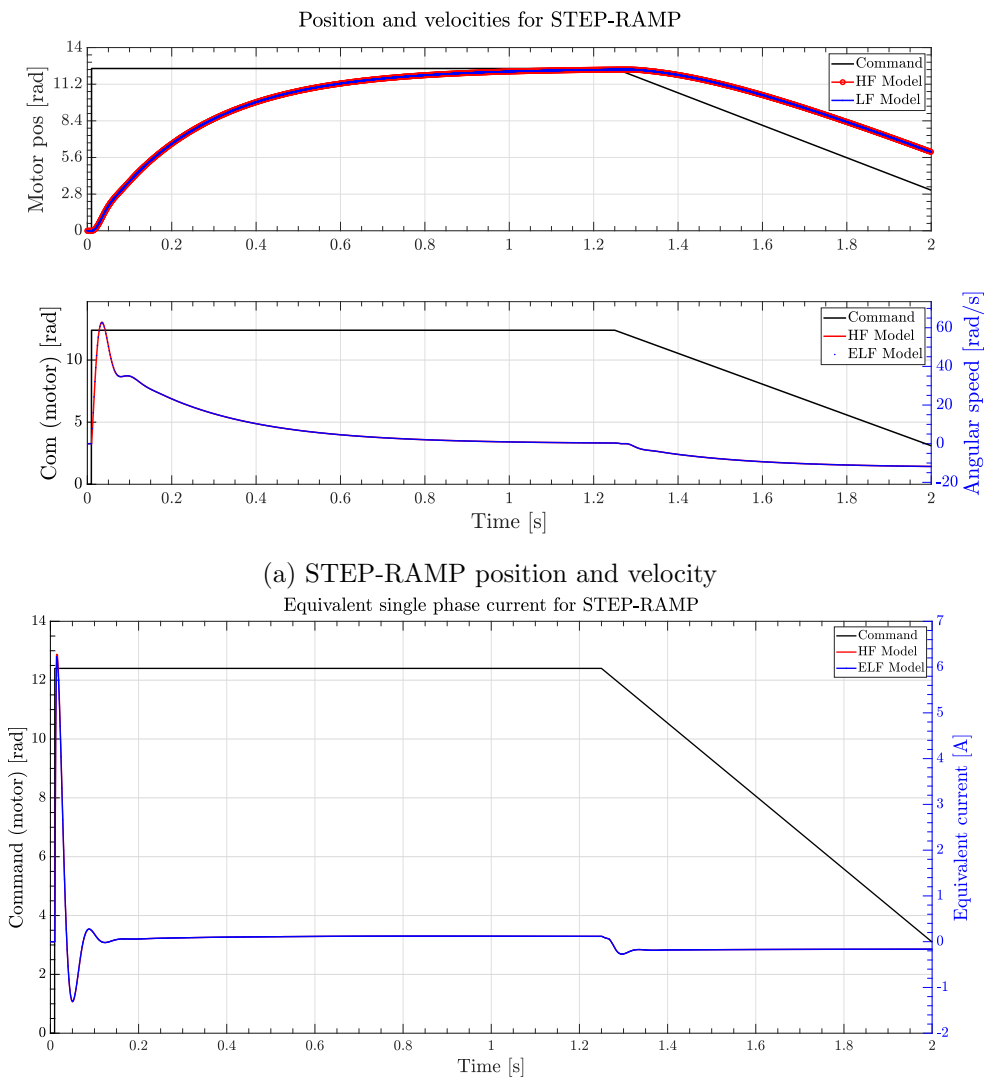 Position and velocities for STEP-RAMP
Motor pos [rad]
14
11.2
8.4
5.6
2.8
0
Command
HF Model
LF Model
0 0.2 0.4 0.6 0.8 1 1.2 1.4 1.6 1.8 2
Com (motor) [rad]
10
5
0
Command
HF Model
ELF Model
60
40
20
0
-20
Angular speed [rad/s]
0 0.2 0.4 0.6 0.8 1 1.2 1.4 1.6 1.8 2
Time [s]
(a) STEP-RAMP position and velocity
Equivalent single phase current for STEP-RAMP
Command (motor) [rad]
14
12
10
8
6
4
2
0
Command
HF Model
ELF Model
7
6
5
4
3
2
1
0
-1
-2
Equivalent current [A]
0 0.2 0.4 0.6 0.8 1 1.2 1.4 1.6 1.8 2
Time [s]